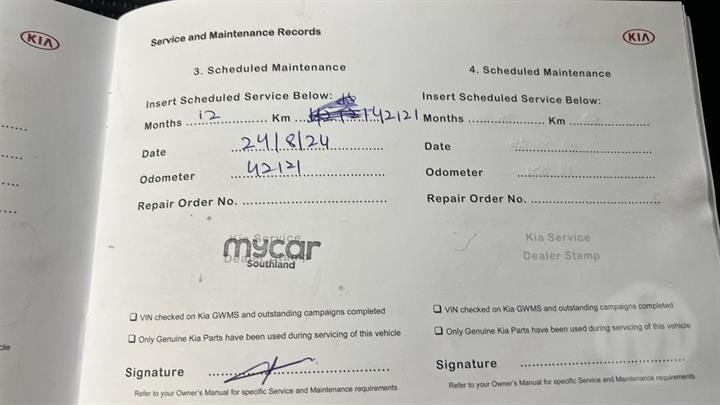 KIA
Service and Maintenance Records
KIA
3. Scheduled Maintenance
Insert Scheduled Service Below:
Months 12 Km 42121
Date 24/8/24
Odometer 42121
Repair Order No.
Kia Service
Dealer Stamp
mycar
Southland
VIN checked on Kia GWMS and outstanding campaigns completed
Only Genuine Kia Parts have been used during servicing of this vehicle
Signature
Refer to your Owner's Manual for specific Service and Maintenance requirements
4. Scheduled Maintenance
Insert Scheduled Service Below:
Months Km
Date
Odometer
Repair Order No.
Kia Service
Dealer Stamp
VIN checked on Kia GWMS and outstanding campaigns completed
Only Genuine Kia Parts have been used during servicing of this vehicle
Signature
Refer to your Owner's Manual for specific Service and Maintenance requirements